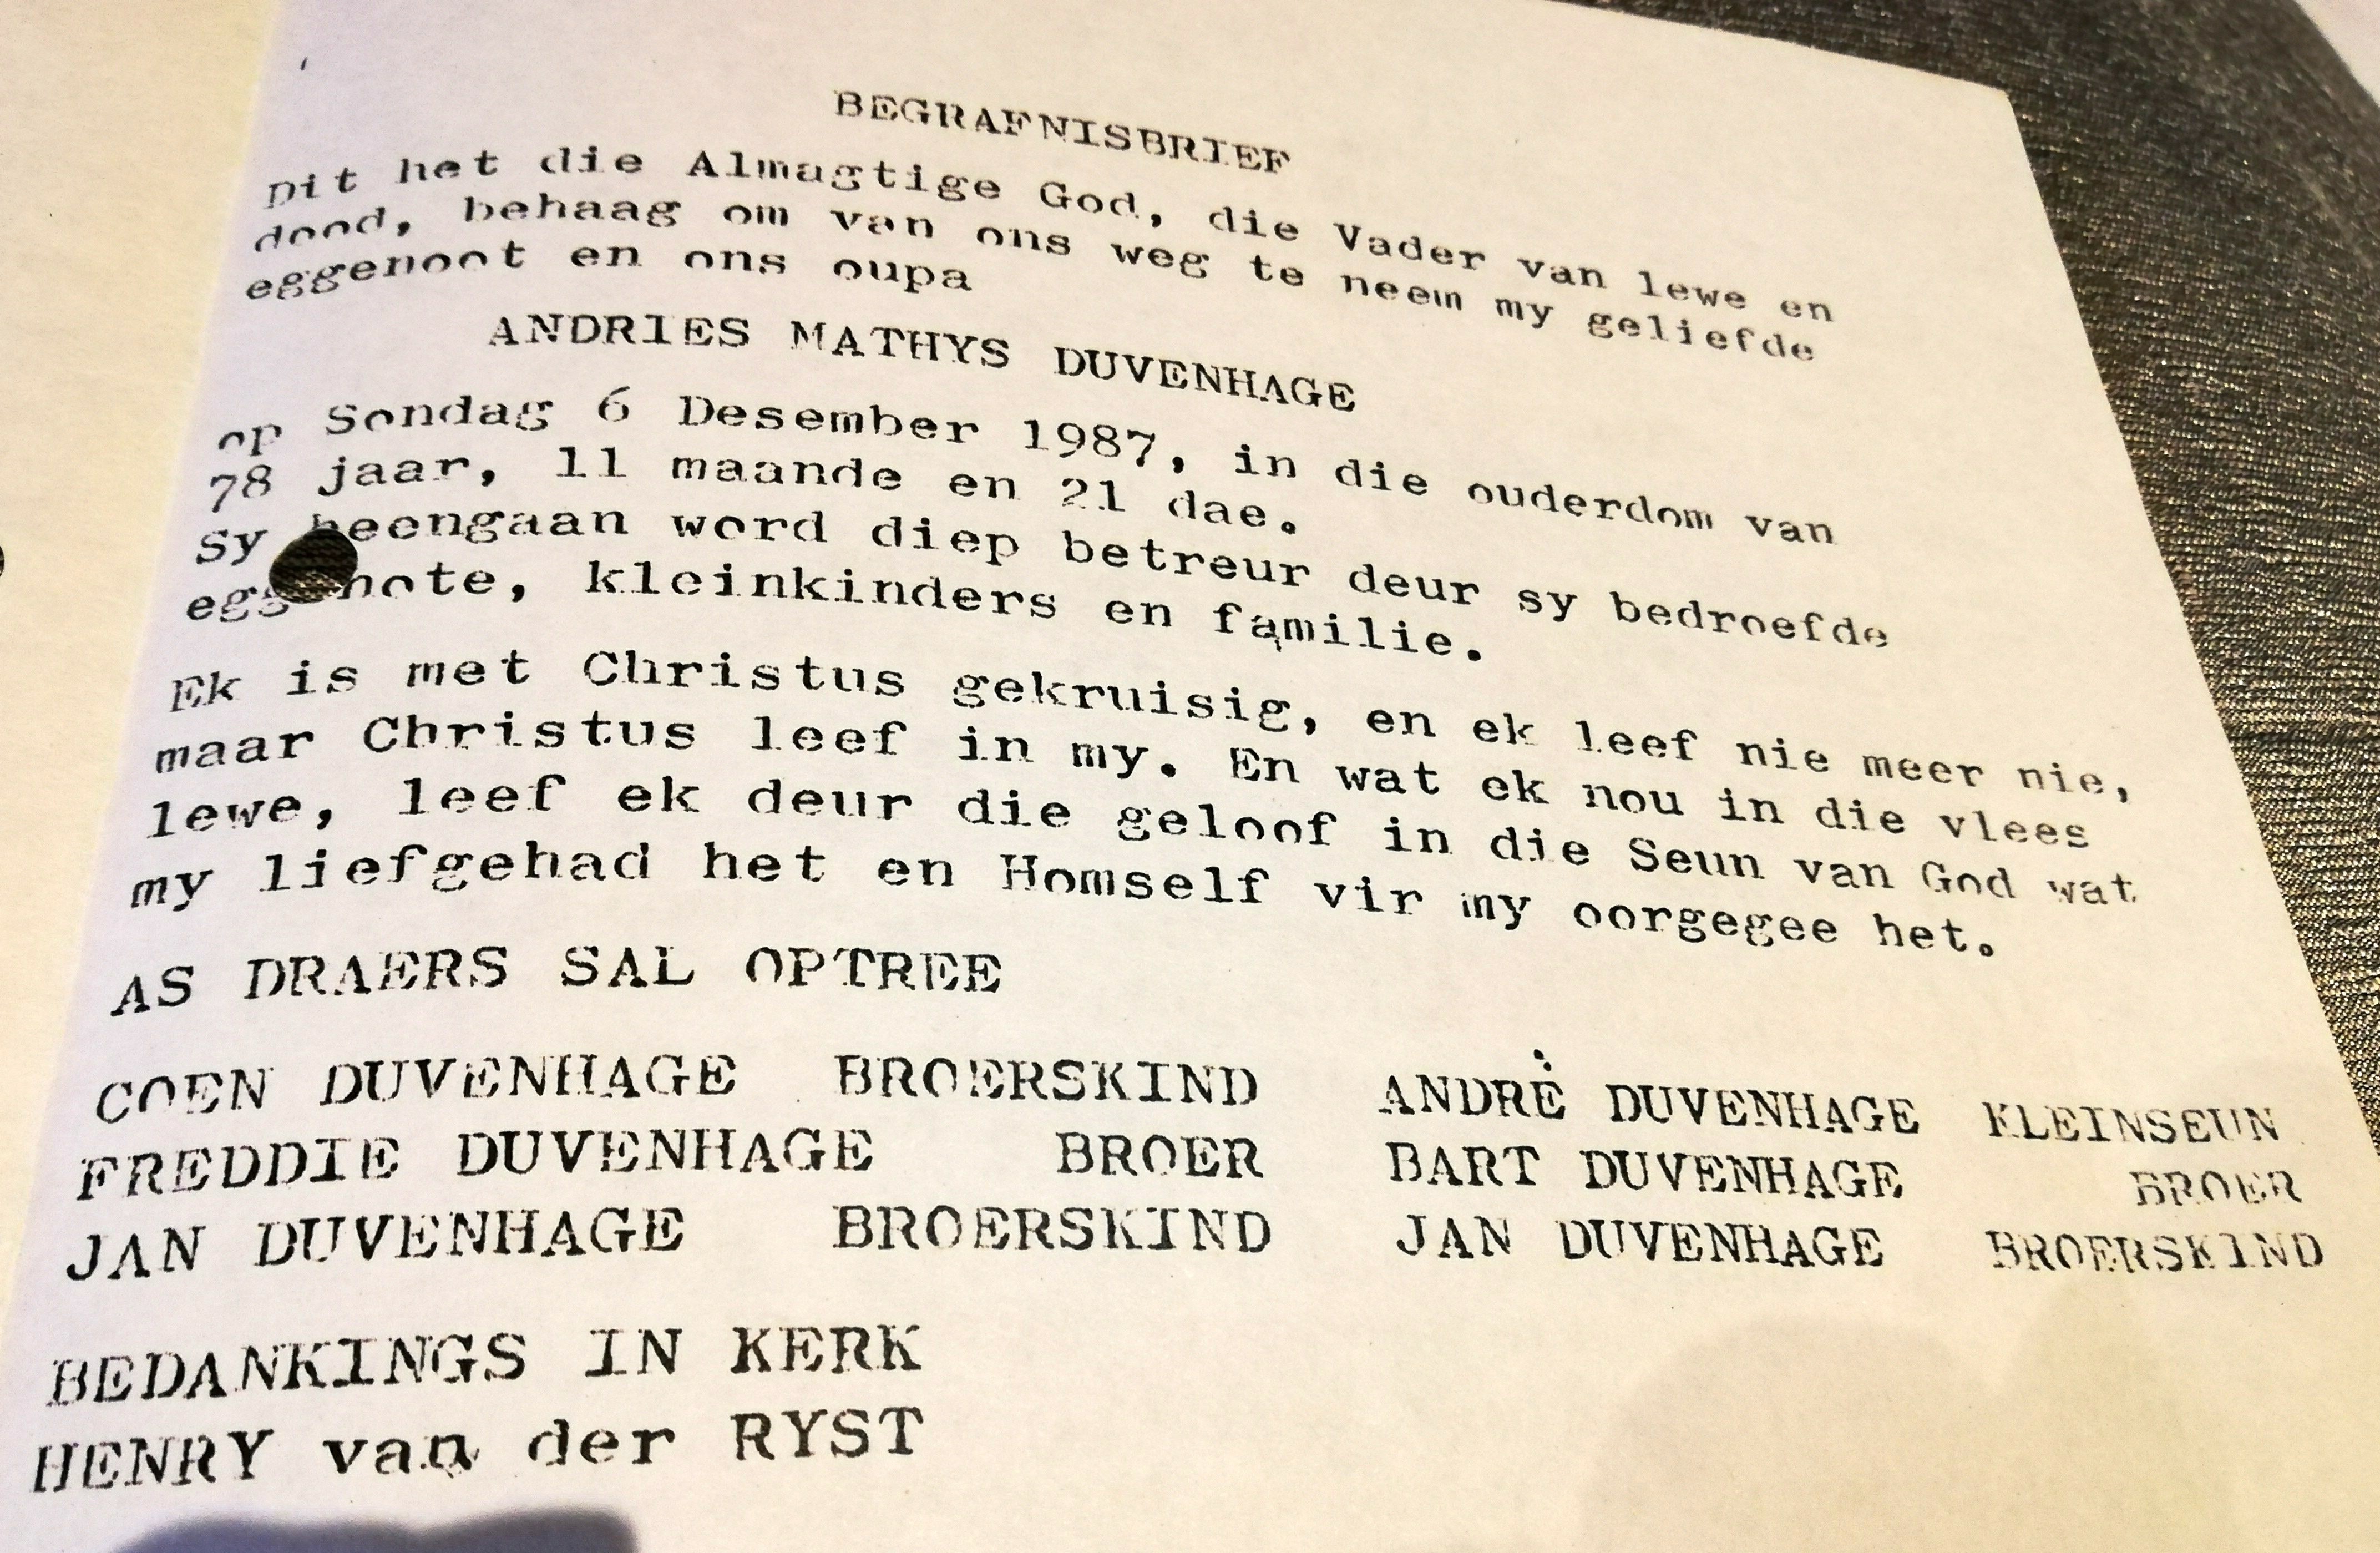 BEGRAFNISBRIEF
Dit het die Almagtige God, die Vader van lewe en
dood, behaag om van ons weg te neem my geliefde
eggenoot en ons oupa
ANDRIES MATHYS DUVENHAGE
op Sondag 6 Desember 1987, in die ouderdom van
78 jaar, 11 maande en 21 dae.
Sy heengaan word diep betreur deur sy bedroefde
eggenote, kleinkinders en familie.
Ek is met Christus gekruisig, en ek leef nie meer nie,
maar Christus leef in my. En wat ek nou in die vlees
lewe, leef ek deur die geloof in die Seun van God wat
my liefgehad het en Homself vir my oorgegee het.
AS DRAERS SAL OPTREE
COEN DUVENHAGE BROERSKIND ANDRÉ DUVENHAGE KLEINSEUN
FREDDIE DUVENHAGE BROER BART DUVENHAGE BROER
JAN DUVENHAGE BROERSKIND JAN DUVENHAGE BROERSKIND
BEDANKINGS IN KERK
HENRY van der RYST